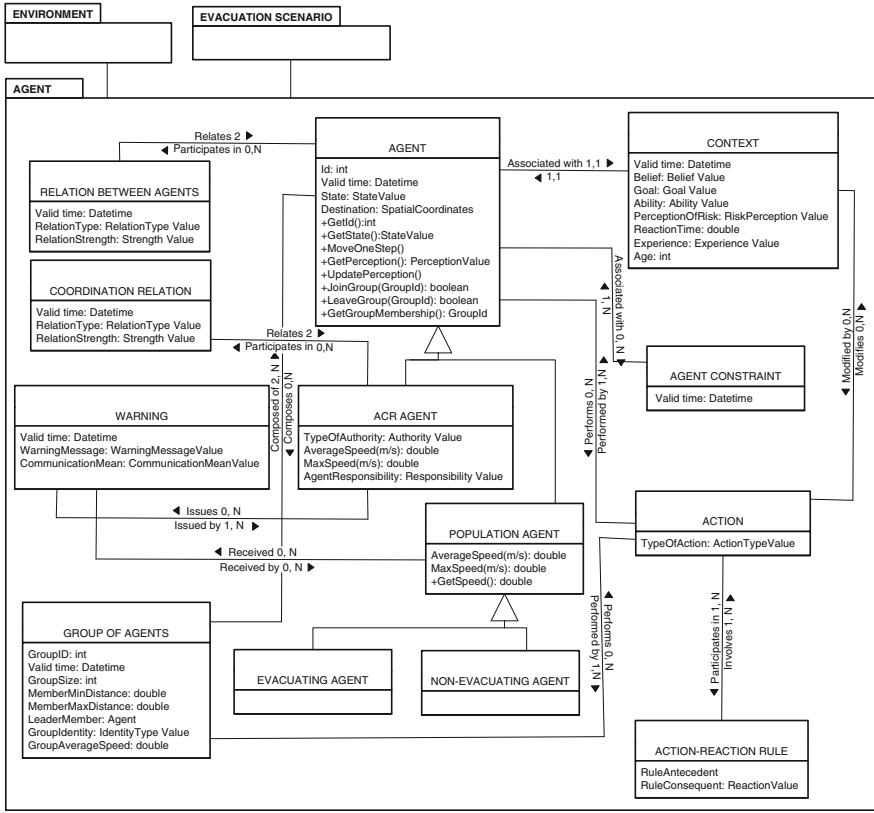 ENVIRONMENT
EVACUATION SCENARIO
AGENT
Relates 2 ▶
◀ Participates in 0,N
AGENT
Id: int
Valid time: Datetime
State: StateValue
Destination: SpatialCoordinates
+GetId():int
+GetState():StateValue
+MoveOneStep()
+GetPerception(): PerceptionValue
+UpdatePerception()
+JoinGroup(GroupId): boolean
+LeaveGroup(GroupId): boolean
+GetGroupMembership(): GroupId
Associated with 1,1 ▶
◀ 1,1
CONTEXT
Valid time: Datetime
Belief: Belief Value
Goal: Goal Value
Ability: Ability Value
PerceptionOfRisk: RiskPerception Value
ReactionTime: double
Experience: Experience Value
Age: int
RELATION BETWEEN AGENTS
Valid time: Datetime
RelationType: RelationType Value
RelationStrength: Strength Value
COORDINATION RELATION
Valid time: Datetime
RelationType: RelationType Value
RelationStrength: Strength Value
Relates 2 ▶
◀ Participates in 0,N
Associated with 0, N ▼
1, N ▲
Modified by 0,N ▼
Modifies 0,N ▲
AGENT CONSTRAINT
Valid time: Datetime
Composed of 2, N ▲
Composes 0,N ▼
Performs 0, N ▼
Performed by 1,N ▲
WARNING
Valid time: Datetime
WarningMessage: WarningMessageValue
CommunicationMean: CommunicationMeanValue
ACR AGENT
TypeOfAuthority: Authority Value
AverageSpeed(m/s): double
MaxSpeed(m/s): double
AgentResponsibility: Responsibility Value
◀ Issues 0, N
Issued by 1, N ▶
◀ Received 0, N
Received by 0, N ▶
POPULATION AGENT
AverageSpeed(m/s): double
MaxSpeed(m/s): double
+GetSpeed(): double
ACTION
TypeOfAction: ActionTypeValue
Performed by 1,N ▼
Performs 0, N ▲
Participates in 1, N ▼
Involves 1, N ▲
GROUP OF AGENTS
GroupID: int
Valid time: Datetime
GroupSize: int
MemberMinDistance: double
MemberMaxDistance: double
LeaderMember: Agent
GroupIdentity: IdentityType Value
GroupAverageSpeed: double
EVACUATING AGENT
NON-EVACUATING AGENT
ACTION-REACTION RULE
RuleAntecedent
RuleConsequent: ReactionValue